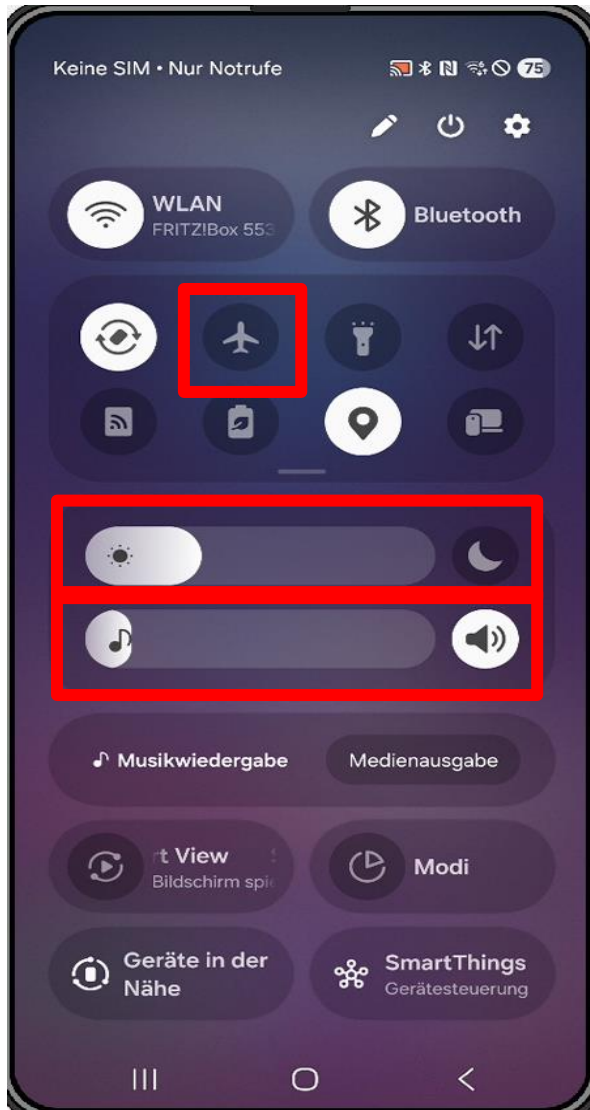 Keine SIM • Nur Notrufe
75
WLAN
FRITZ!Box 553
Bluetooth
♪ Musikwiedergabe
Medienausgabe
t View
Bildschirm spie
Modi
Geräte in der
Nähe
SmartThings
Gerätesteuerung